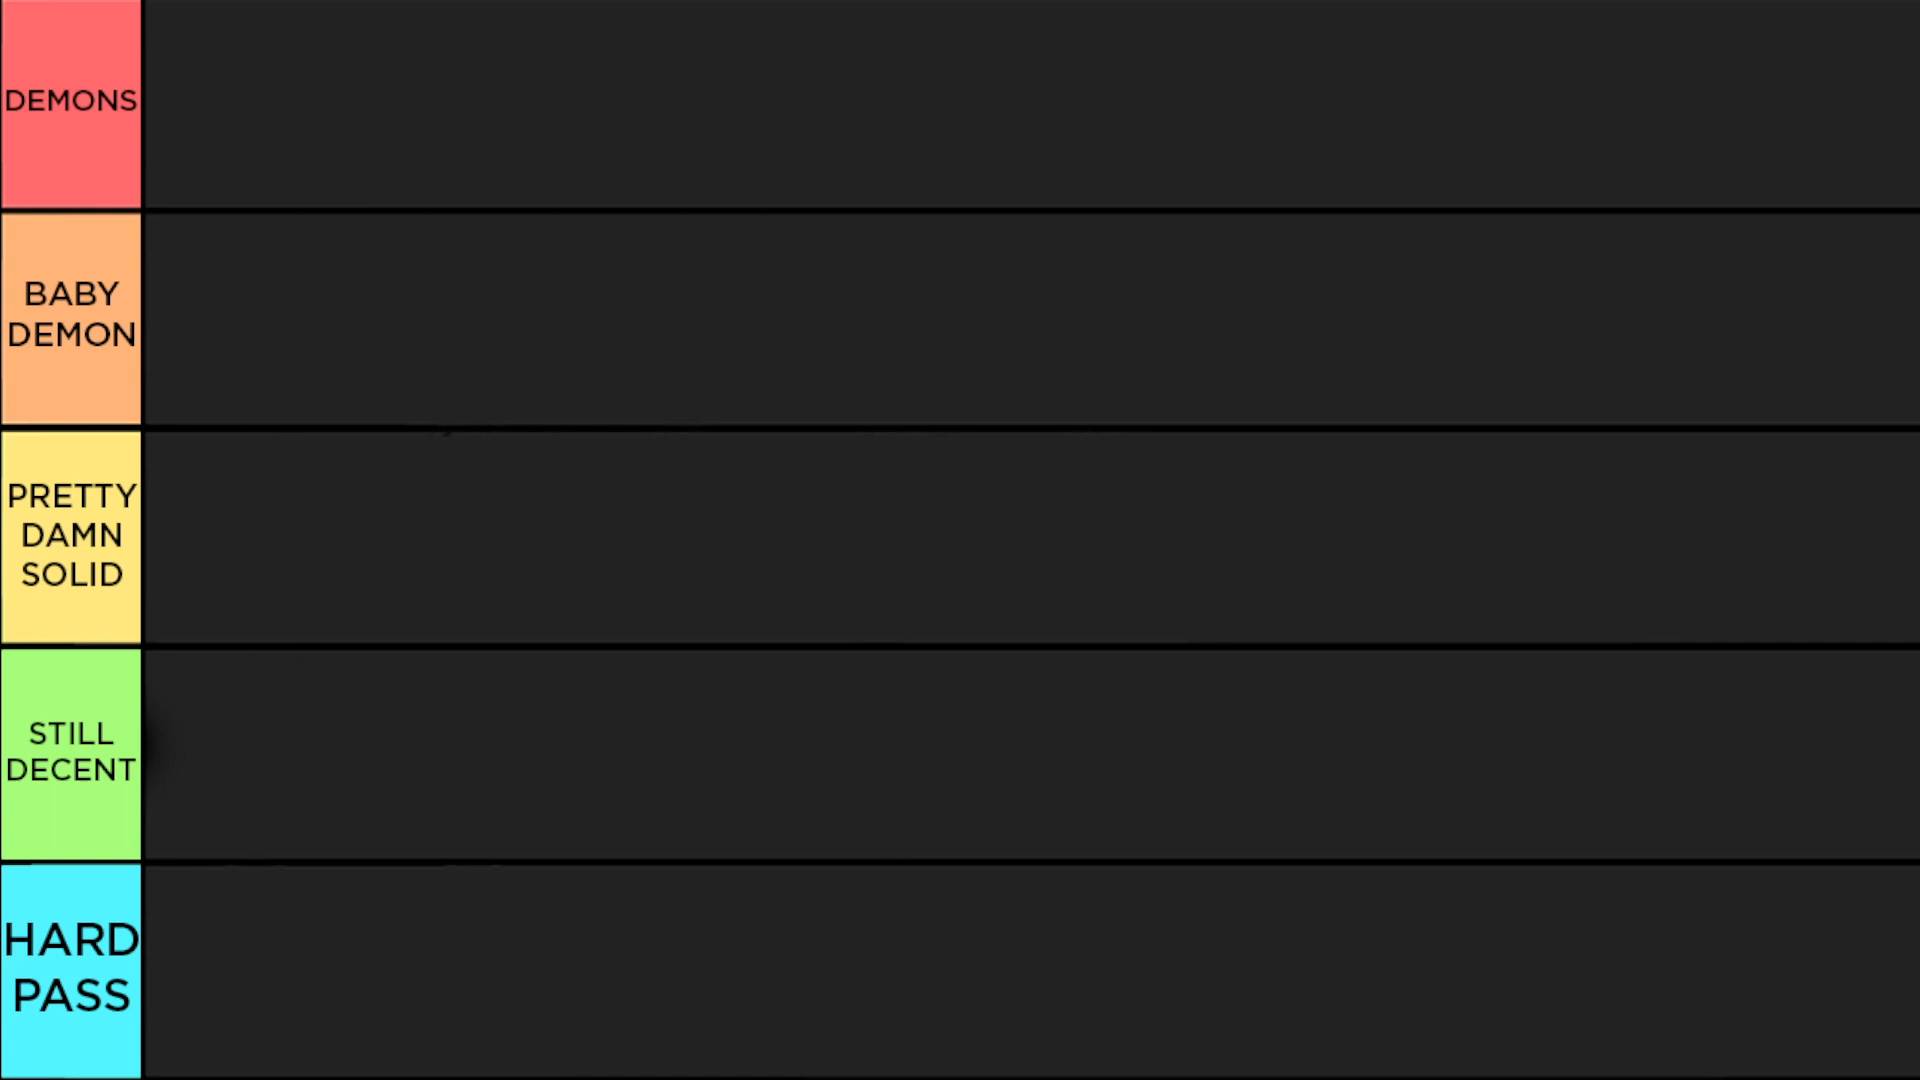 DEMONS
BABY
DEMON
PRETTY
DAMN
SOLID
STILL
DECENT
HARD
PASS